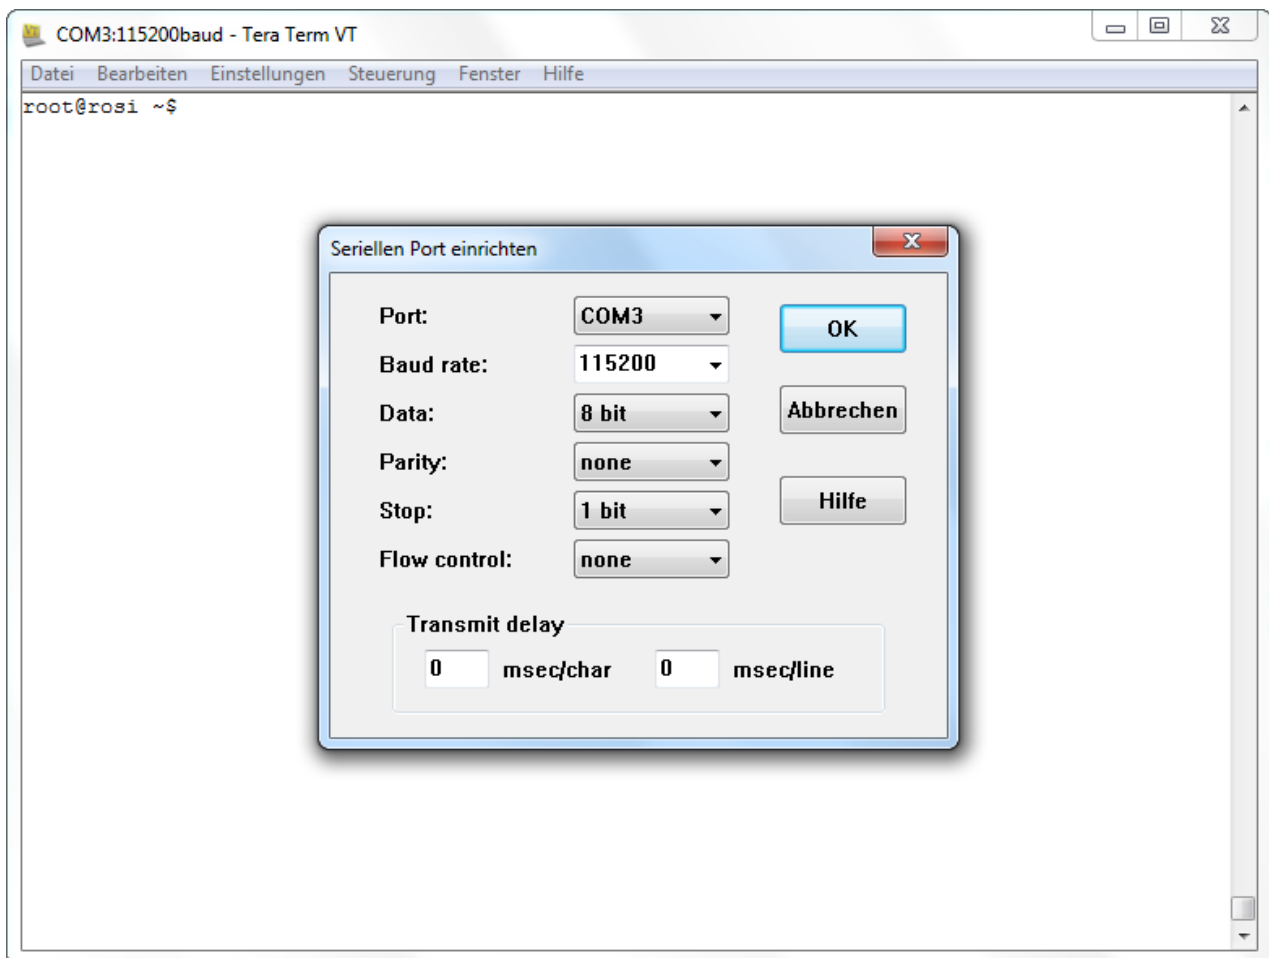 COM3:115200baud - Tera Term VT
Datei Bearbeiten Einstellungen Steuerung Fenster Hilfe
root@rosi ~$
Seriellen Port einrichten
Port: COM3 OK
Baud rate: 115200
Data: 8 bit Abbrechen
Parity: none
Stop: 1 bit Hilfe
Flow control: none
Transmit delay
0 msec/char 0 msec/line